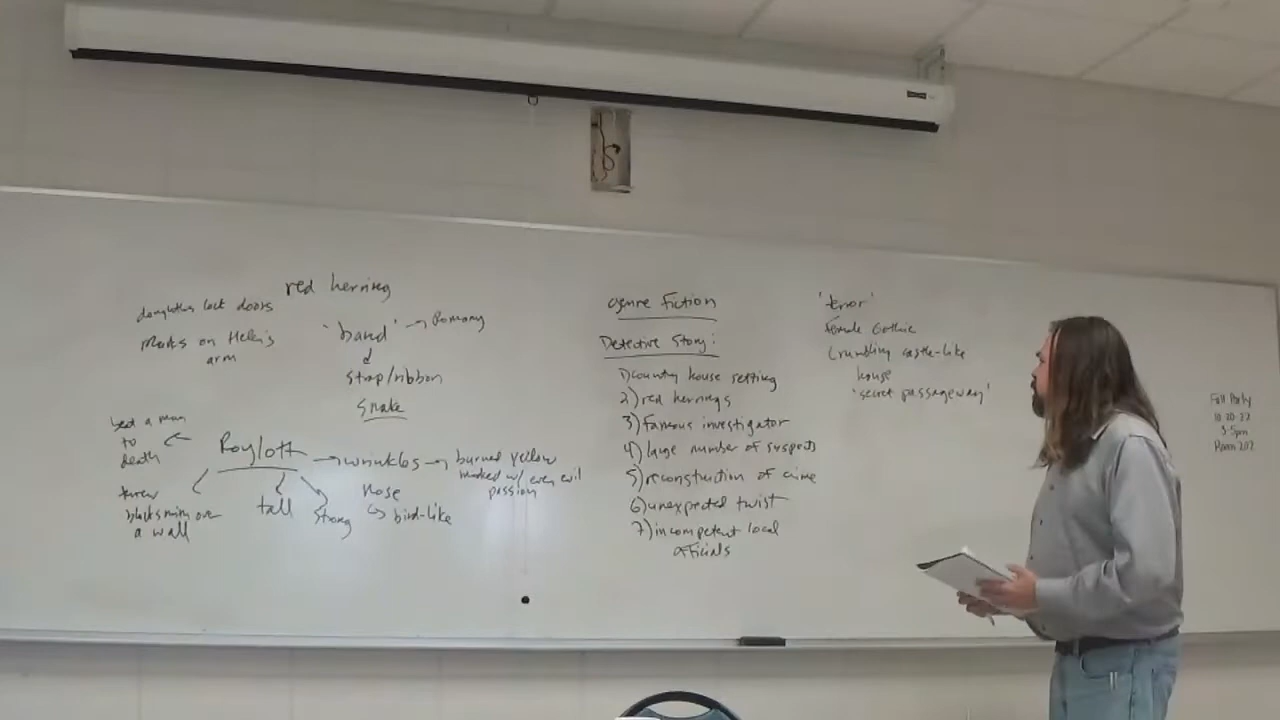 red herring
daughters lock doors
marks on Helen's
arm
'band' → Romany
strap/ribbon
snake
beat a man
to
death
Roylott
wrinkles → burned yellow
marked w/ every evil
passion
threw
blacksmith over
a wall
tall
strong
nose
bird-like
genre fiction
Detective Story:
1) country house setting
2) red herrings
3) famous investigator
4) large number of suspects
5) reconstruction of crime
6) unexpected twist
7) incompetent local
officials
'terror'
female Gothic
crumbling castle-like
house
'secret passageway'
Fall Party
10.20.22
3-5pm
Room 202